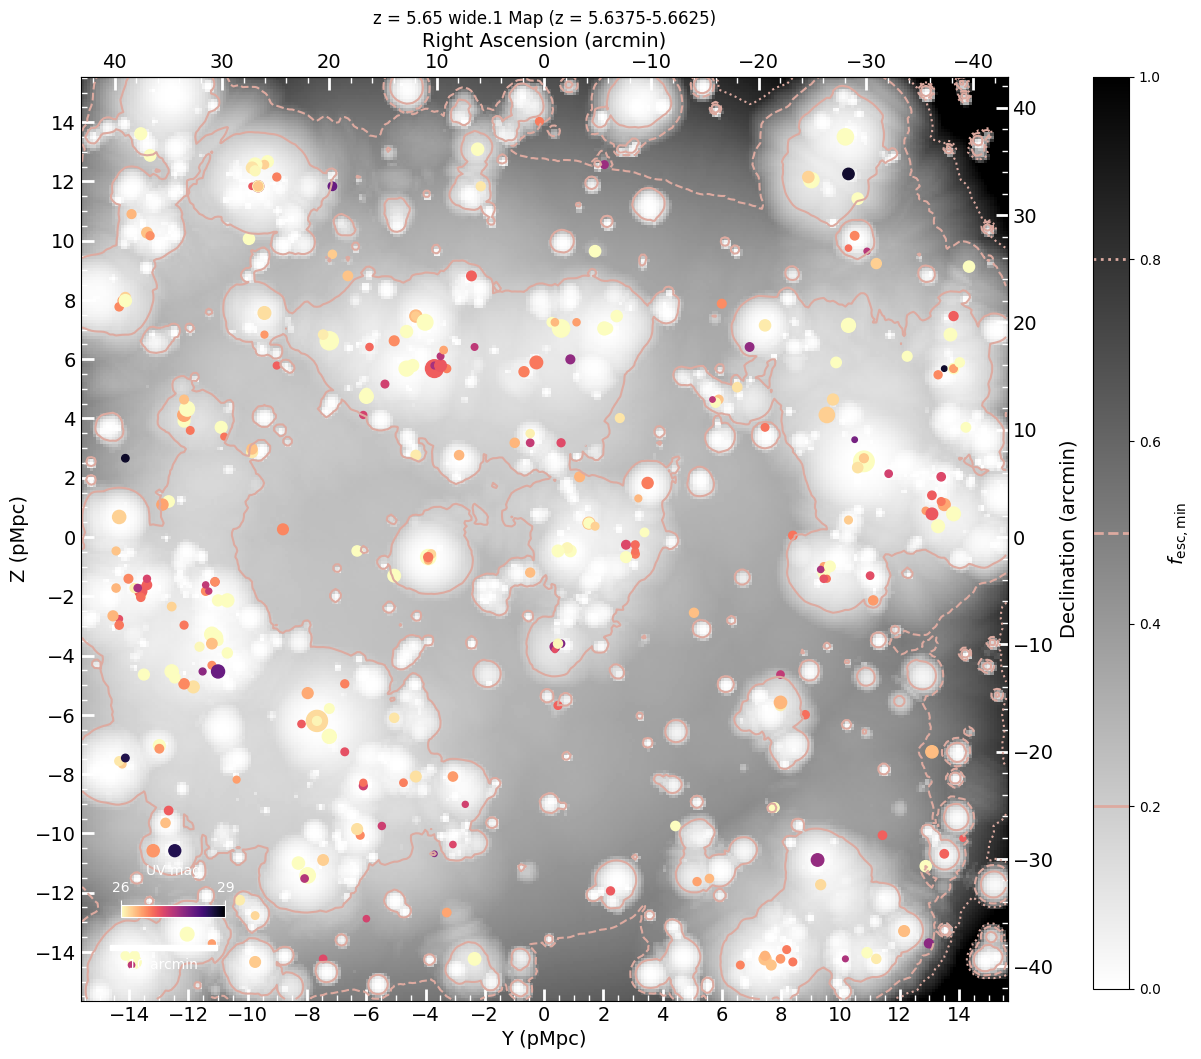 z = 5.65 wide.1 Map (z = 5.6375-5.6625)
Right Ascension (arcmin)
40 30 20 10 0 −10 −20 −30 −40
14 12 10 8 6 4 2 0 −2 −4 −6 −8 −10 −12 −14
Z (pMpc)
40 30 20 10 0 −10 −20 −30 −40
Declination (arcmin)
1.0 0.8 0.6 0.4 0.2 0.0
f_esc,min
UV mag
26 29
arcmin
−14 −12 −10 −8 −6 −4 −2 0 2 4 6 8 10 12 14
Y (pMpc)